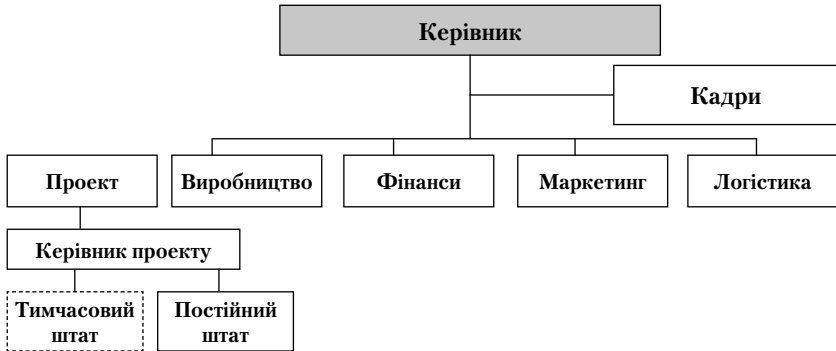 Керівник
Кадри
Проект
Виробництво
Фінанси
Маркетинг
Логістика
Керівник проекту
Тимчасовий
штат
Постійний
штат